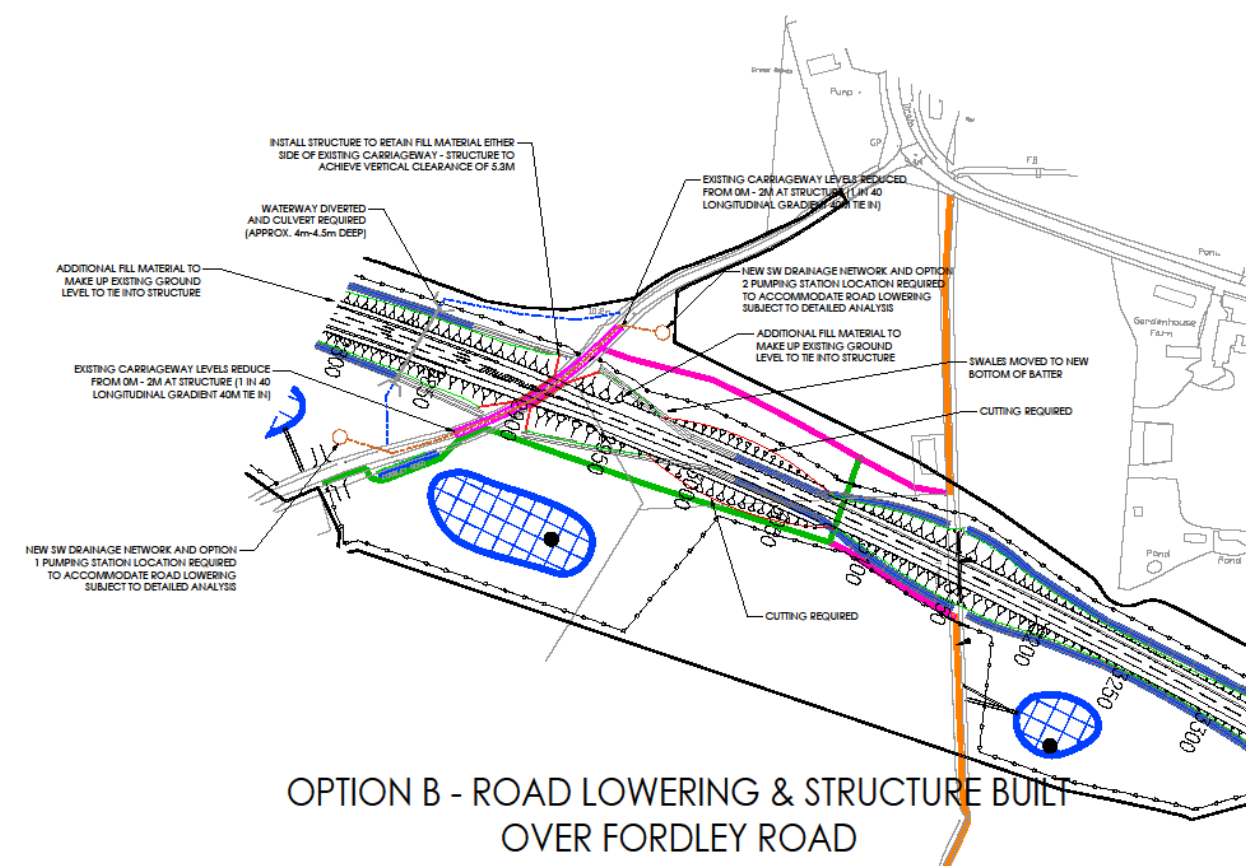 Pump
GP
FB
INSTALL STRUCTURE TO RETAIN FILL MATERIAL EITHER
SIDE OF EXISTING CARRIAGEWAY - STRUCTURE TO
ACHIEVE VERTICAL CLEARANCE OF 5.3M
EXISTING CARRIAGEWAY LEVELS REDUCED
FROM 0M - 2M AT STRUCTURE (1 IN 40
LONGITUDINAL GRADIENT 40M TIE IN)
WATERWAY DIVERTED
AND CULVERT REQUIRED
(APPROX. 4m-4.5m DEEP)
ADDITIONAL FILL MATERIAL TO
MAKE UP EXISTING GROUND
LEVEL TO TIE INTO STRUCTURE
NEW SW DRAINAGE NETWORK AND OPTION
2 PUMPING STATION LOCATION REQUIRED
TO ACCOMMODATE ROAD LOWERING
SUBJECT TO DETAILED ANALYSIS
Gardenhouse
Farm
ADDITIONAL FILL MATERIAL TO
MAKE UP EXISTING GROUND
LEVEL TO TIE INTO STRUCTURE
SWALES MOVED TO NEW
BOTTOM OF BATTER
EXISTING CARRIAGEWAY LEVELS REDUCE
FROM 0M - 2M AT STRUCTURE (1 IN 40
LONGITUDINAL GRADIENT 40M TIE IN)
CUTTING REQUIRED
NEW SW DRAINAGE NETWORK AND OPTION
1 PUMPING STATION LOCATION REQUIRED
TO ACCOMMODATE ROAD LOWERING
SUBJECT TO DETAILED ANALYSIS
Pond
Pond
CUTTING REQUIRED
3250
3300
OPTION B - ROAD LOWERING & STRUCTURE BUILT
OVER FORDLEY ROAD